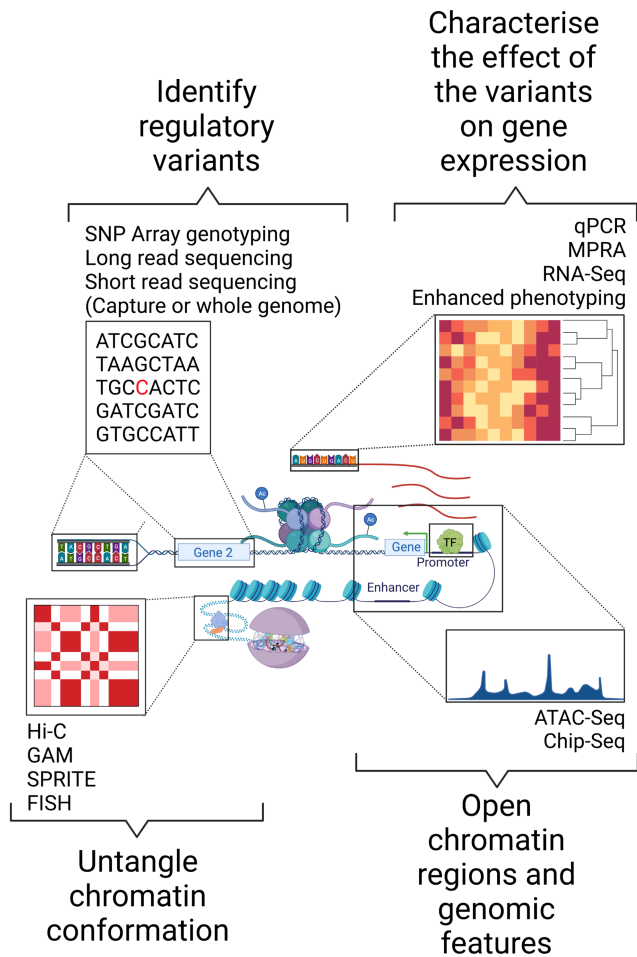 Identify
regulatory
variants
Characterise
the effect of
the variants
on gene
expression
SNP Array genotyping
Long read sequencing
Short read sequencing
(Capture or whole genome)
qPCR
MPRA
RNA-Seq
Enhanced phenotyping
ATCGCATC
TAAGCTAA
TGCCACTC
GATCGATC
GTGCCATT
A U G C U G A C U
Ac
Ac
T A C G C T G A
A T G C C A C T
Gene 2
Gene
TF
Promoter
Enhancer
Hi-C
GAM
SPRITE
FISH
Untangle
chromatin
conformation
ATAC-Seq
Chip-Seq
Open
chromatin
regions and
genomic
features